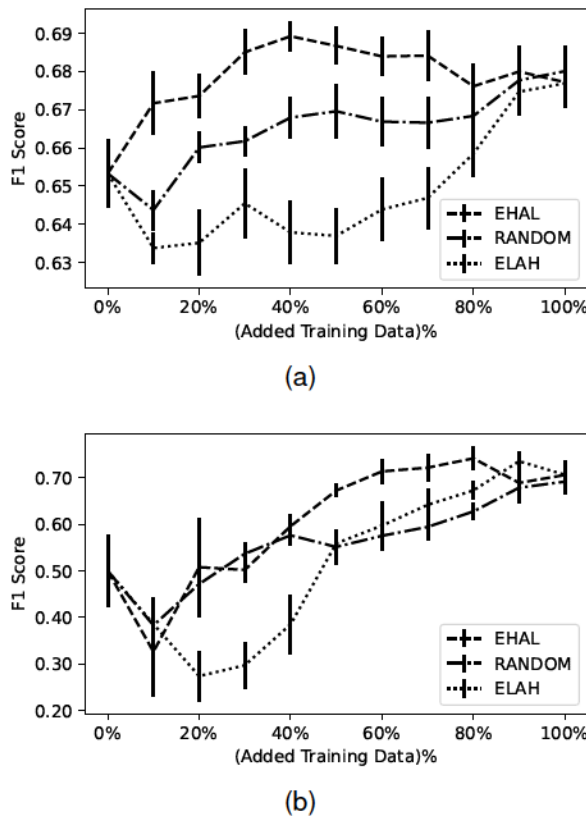 0.69
0.68
0.67
0.66
0.65
0.64
0.63
F1 Score
EHAL
RANDOM
ELAH
0% 20% 40% 60% 80% 100%
(Added Training Data)%
(a)
0.70
0.60
0.50
0.40
0.30
0.20
F1 Score
EHAL
RANDOM
ELAH
0% 20% 40% 60% 80% 100%
(Added Training Data)%
(b)